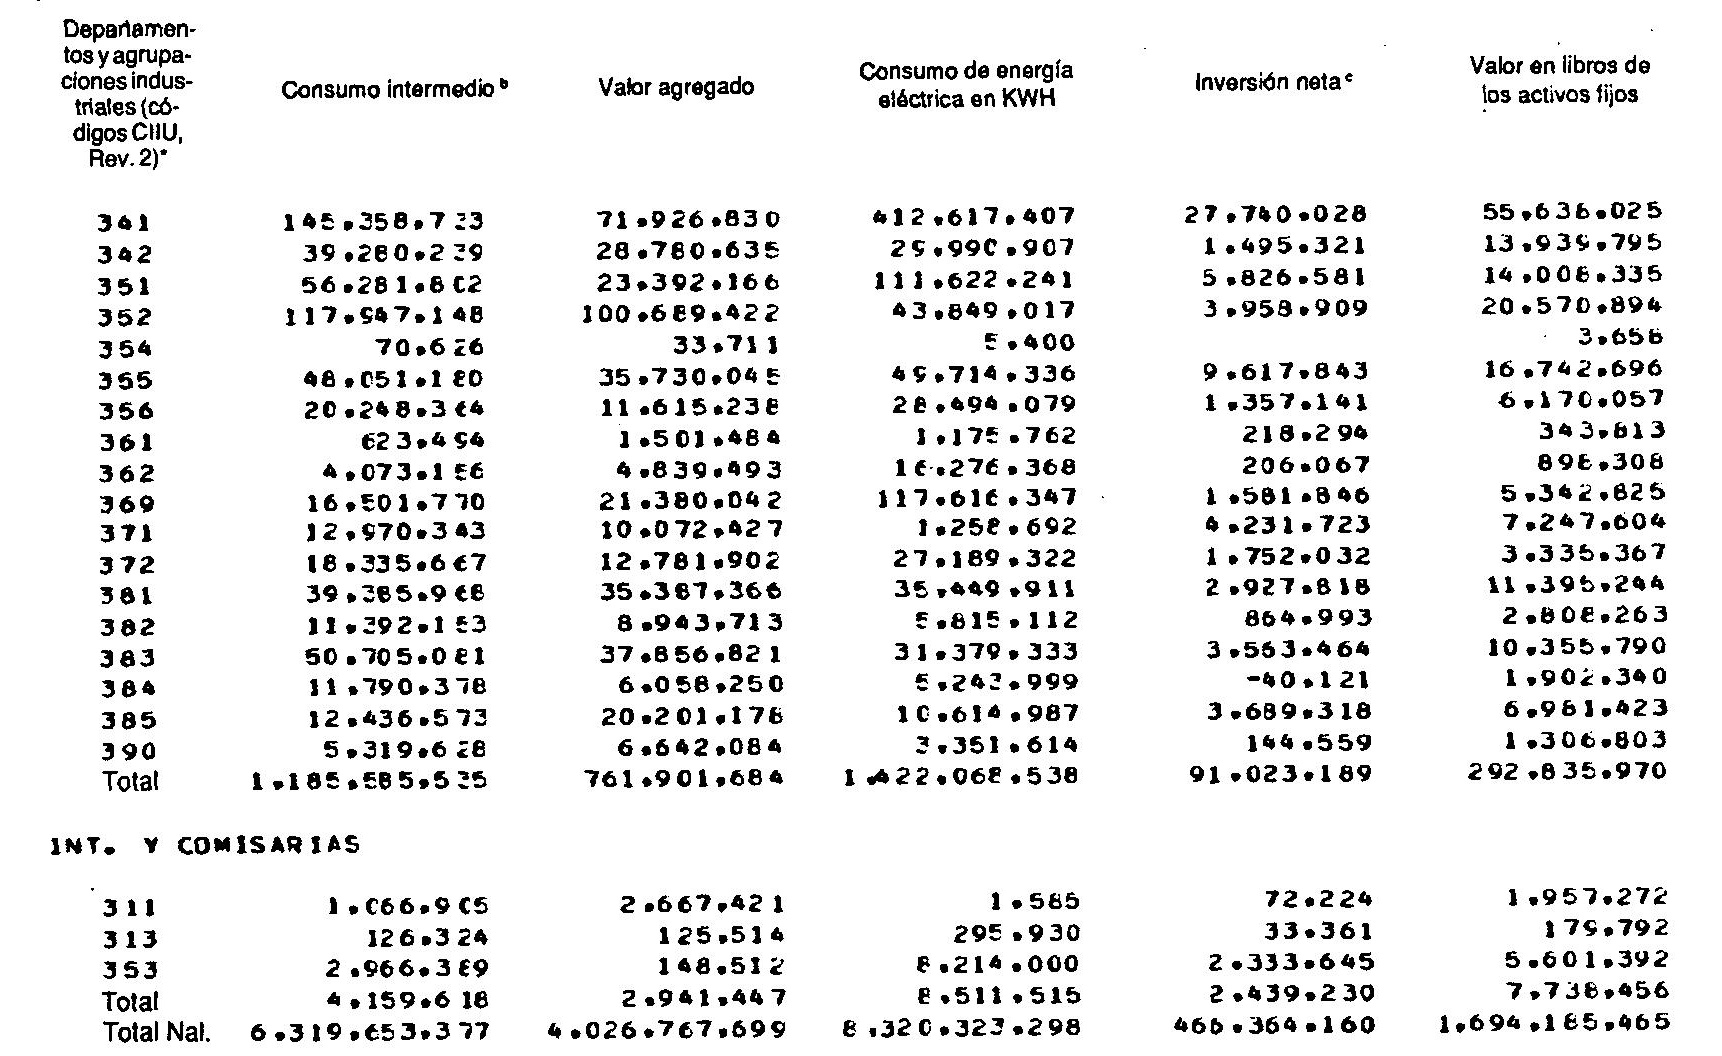 Departamen-
tos y agrupa-
ciones indus-
triales (có-
digos CIIU,
Rev. 2)* Consumo intermedio b Valor agregado Consumo de energía eléctrica en KWH Inversión neta c Valor en libros de los activos fijos
341 145.358.733 71.926.830 412.617.407 27.740.028 55.636.025
342 39.280.239 28.780.635 29.990.907 1.495.321 13.939.795
351 56.281.802 23.392.166 111.622.241 5.826.581 14.006.335
352 117.947.148 100.689.422 43.849.017 3.958.909 20.570.894
354 70.626 33.711 5.400 3.656
355 48.051.180 35.730.045 49.714.336 9.617.843 16.742.696
356 20.248.364 11.615.238 28.494.079 1.357.141 6.170.057
361 623.494 1.501.484 1.175.762 218.294 343.613
362 4.073.156 4.839.493 16.276.368 206.067 898.308
369 16.501.770 21.380.042 117.616.347 1.581.846 5.342.825
371 12.970.343 10.072.427 1.258.692 4.231.723 7.247.604
372 18.335.667 12.781.902 27.189.322 1.752.032 3.335.367
381 39.385.968 35.387.366 35.449.911 2.927.818 11.395.244
382 11.392.153 8.943.713 5.815.112 864.993 2.808.263
383 50.705.081 37.856.821 31.379.333 3.563.464 10.355.790
384 11.790.378 6.058.250 5.243.999 -40.121 1.902.340
385 12.436.573 20.201.178 10.614.987 3.689.318 6.981.423
390 5.319.628 6.642.084 3.351.614 144.559 1.306.803
Total 1.185.585.535 761.901.684 1.422.068.538 91.023.189 292.835.970
INT. Y COMISARIAS
311 1.066.905 2.667.421 1.585 72.224 1.957.272
313 126.324 125.514 295.930 33.361 179.792
353 2.966.389 148.512 8.214.000 2.333.645 5.601.392
Total 4.159.618 2.941.447 8.511.515 2.439.230 7.738.456
Total Nal. 6.319.653.377 4.026.767.699 8.320.323.298 466.364.160 1.694.185.465